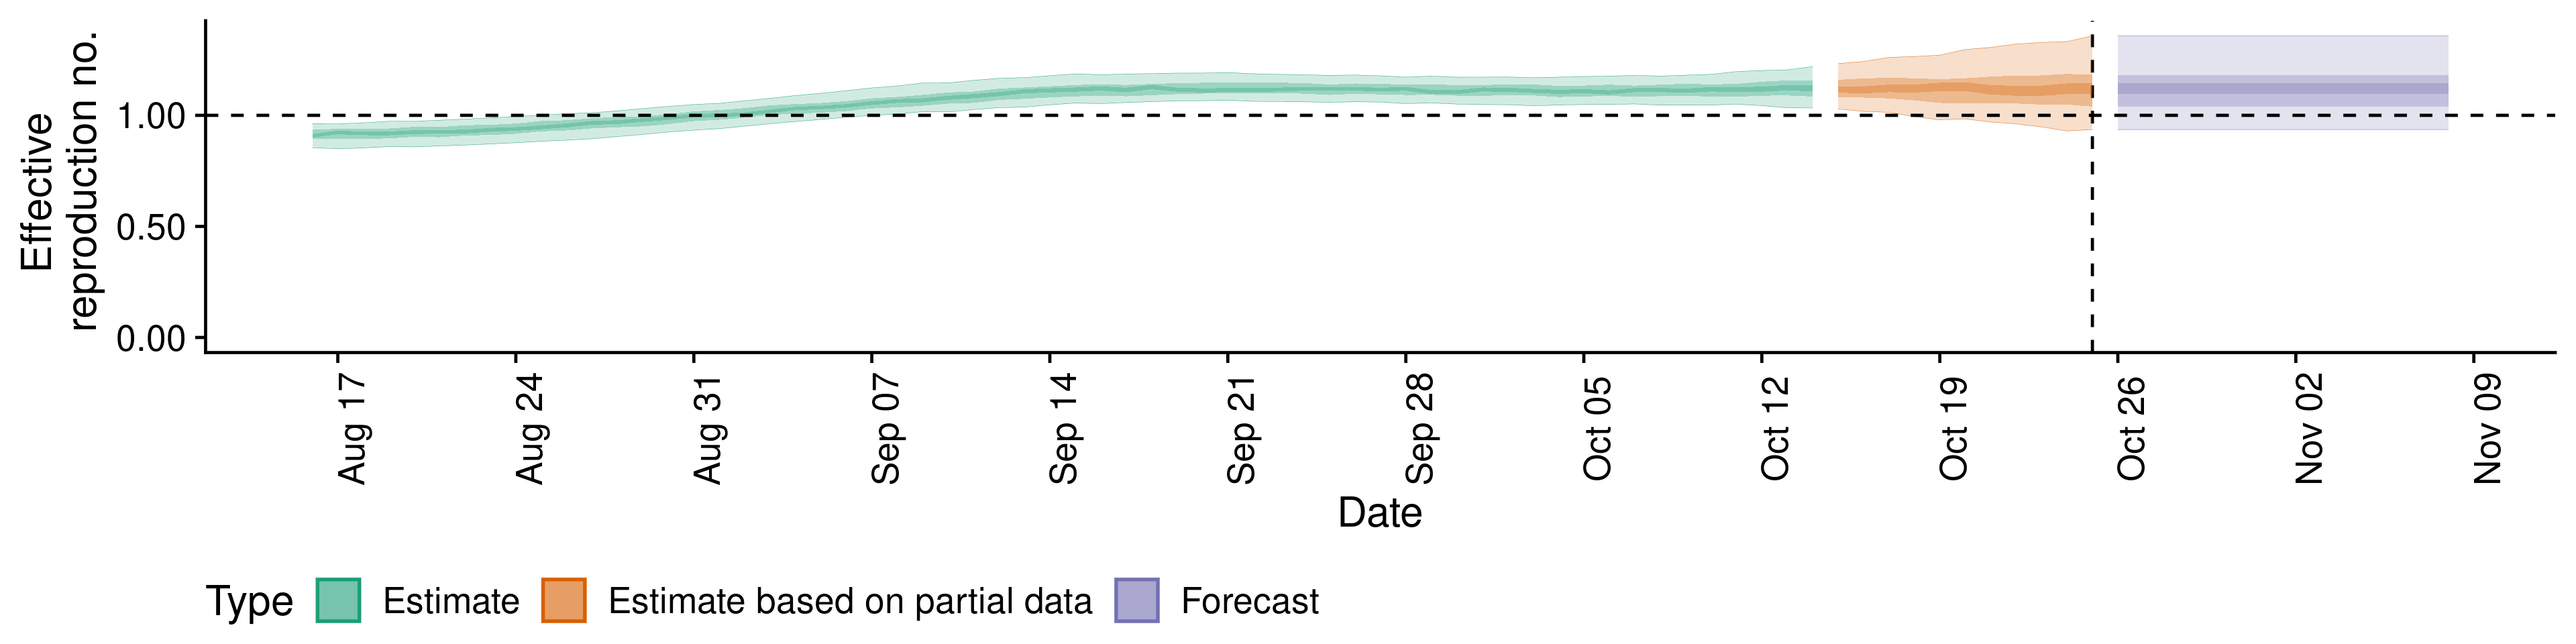 Effective
reproduction no.
1.00
0.50
0.00
Aug 17
Aug 24
Aug 31
Sep 07
Sep 14
Sep 21
Sep 28
Oct 05
Oct 12
Oct 19
Oct 26
Nov 02
Nov 09
Date
Type Estimate Estimate based on partial data Forecast